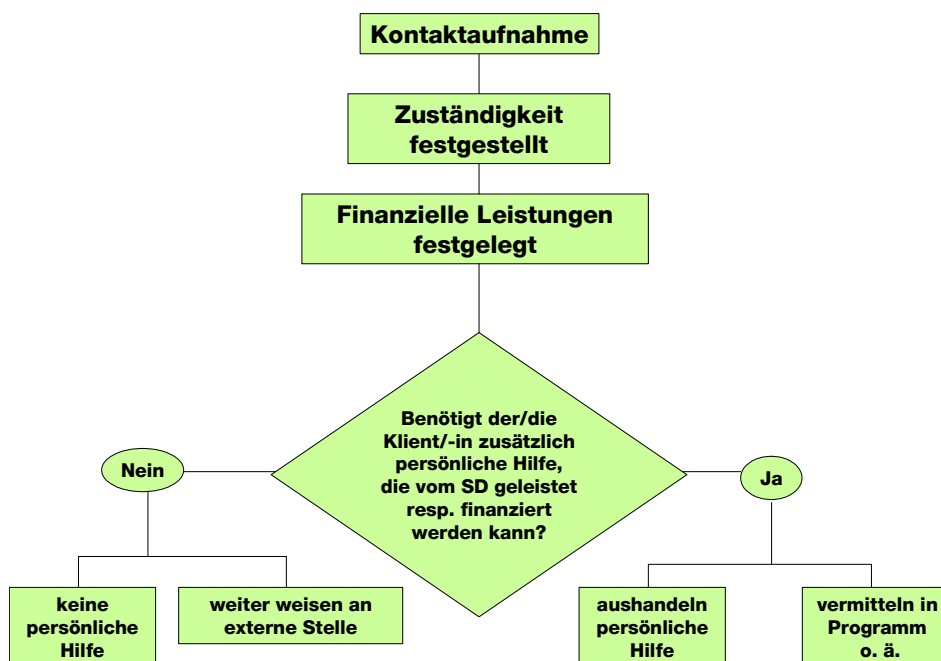 Kontaktaufnahme
Zuständigkeit
festgestellt
Finanzielle Leistungen
festgelegt
Benötigt der/die
Klient/-in zusätzlich
persönliche Hilfe,
die vom SD geleistet
resp. finanziert
werden kann?
Nein
Ja
keine
persönliche
Hilfe
weiter weisen an
externe Stelle
aushandeln
persönliche
Hilfe
vermitteln in
Programm
o. ä.